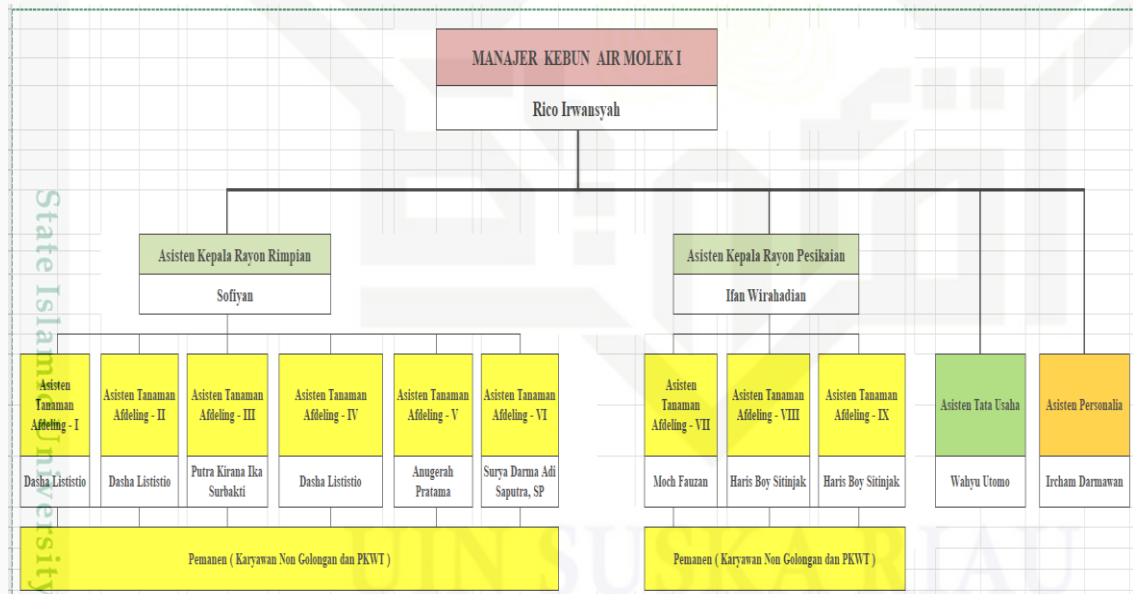 MANAJER KEBUN AIR MOLEK I
Rico Irwansyah
Asisten Kepala Rayon Rimpian
Sofiyan
Asisten Kepala Rayon Pesikaian
Ifan Wirahadian
Asisten
Tanaman
Afdeling - I
Dasha Lististio
Asisten Tanaman
Afdeling - II
Dasha Lististio
Asisten Tanaman
Afdeling - III
Putra Kirana Ika
Surbakti
Asisten Tanaman
Afdeling - IV
Dasha Lististio
Asisten Tanaman
Afdeling - V
Anugerah
Pratama
Asisten Tanaman
Afdeling - VI
Surya Darma Adi
Saputra, SP
Asisten
Tanaman
Afdeling - VII
Moch Fauzan
Asisten Tanaman
Afdeling - VIII
Haris Boy Sitinjak
Asisten Tanaman
Afdeling - IX
Haris Boy Sitinjak
Asisten Tata Usaha
Wahyu Utomo
Asisten Personalia
Ircham Darmawan
Pemanen ( Karyawan Non Golongan dan PKWT )
Pemanen ( Karyawan Non Golongan dan PKWT )
State Islamic University
UIN SUSKA RIAU